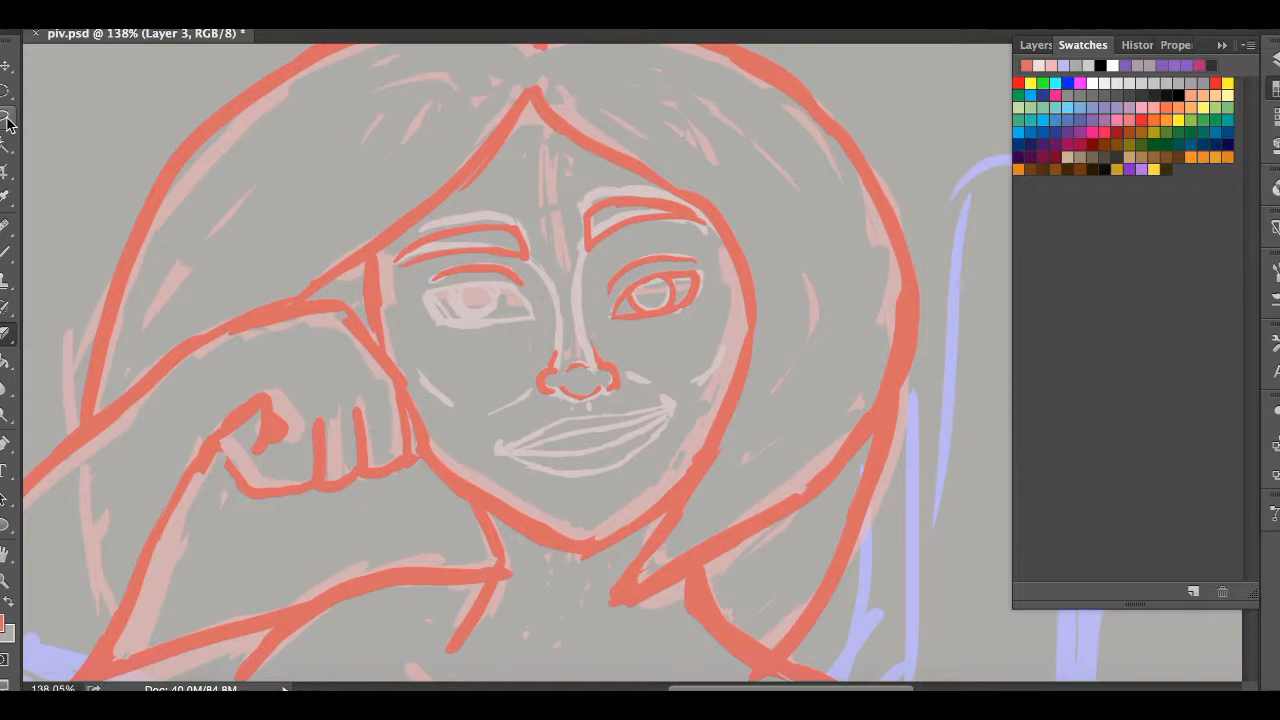 × piv.psd @ 138% (Layer 3, RGB/8) *
Layers Swatches Histor Prope
138.05% Doc: 40.0M/84.8M